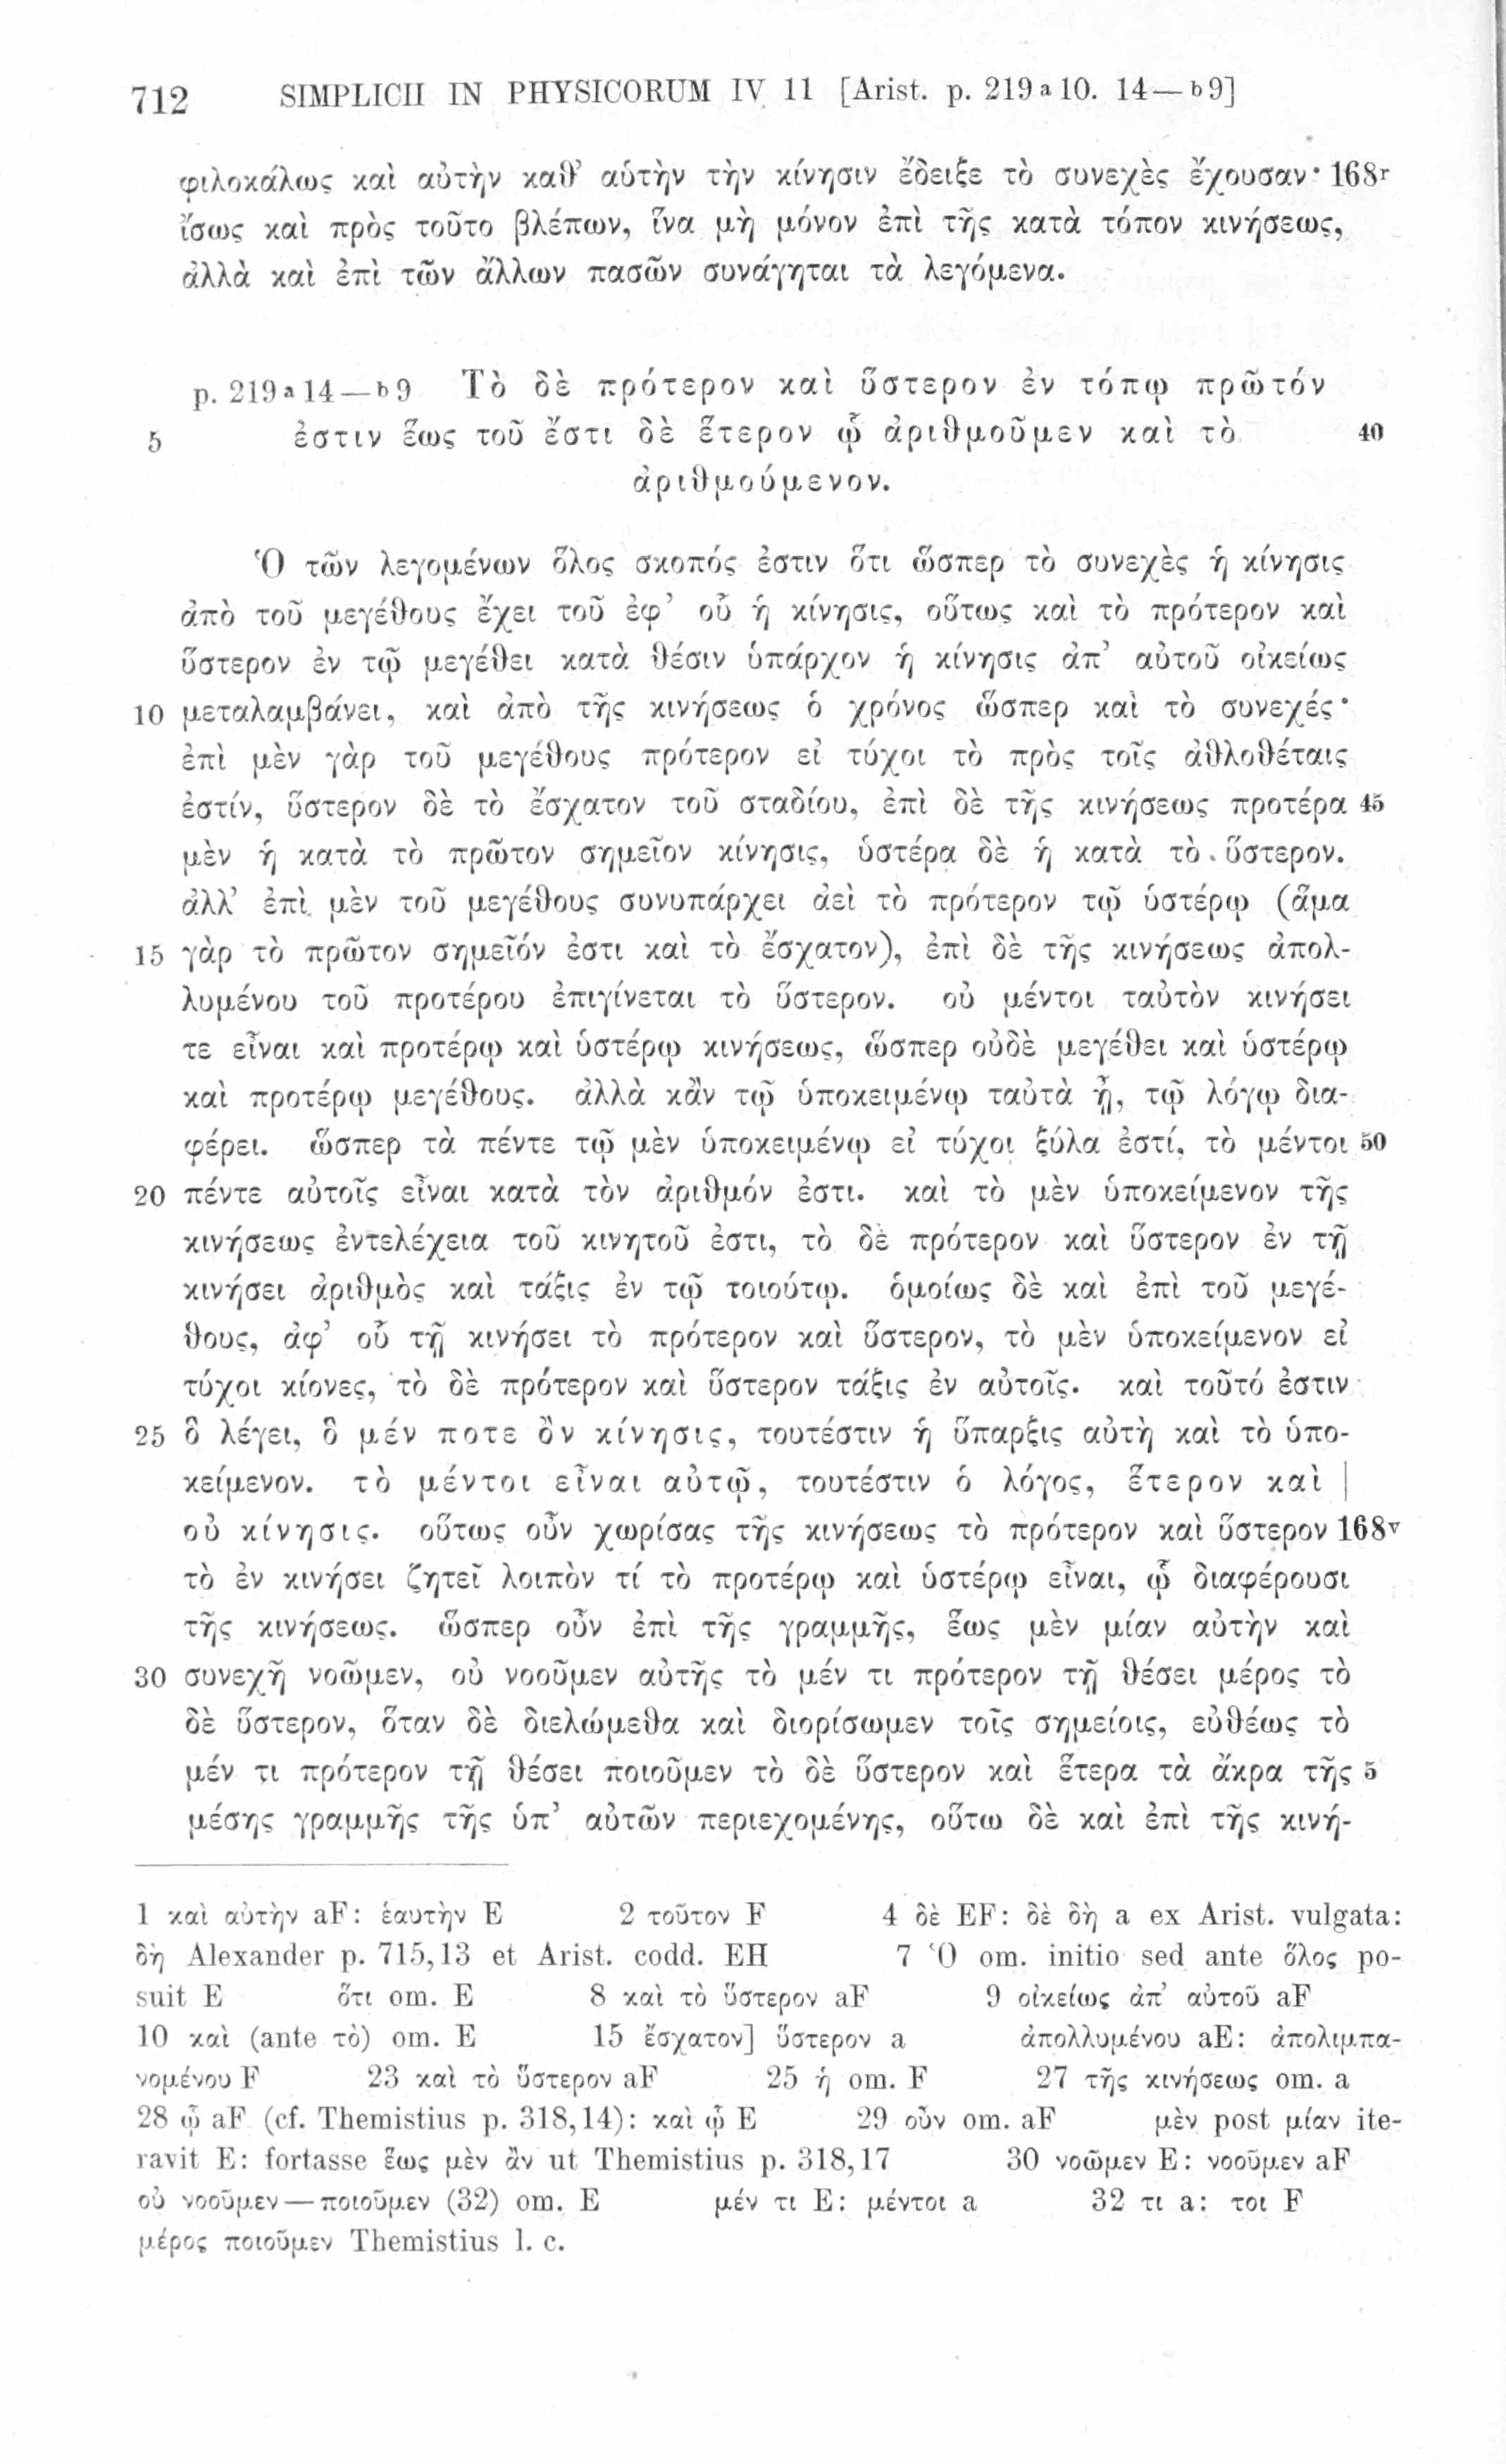 712 SIMPLICII IN PHYSICORUM IV 11 [Arist. p. 219 a 10. 14 — b 9]
φιλοκάλως καὶ αὐτὴν καθ’ αὑτὴν τὴν κίνησιν ἔδειξε τὸ συνεχὲς ἔχουσαν· 168r
ἴσως καὶ πρὸς τοῦτο βλέπων, ἵνα μὴ μόνον ἐπὶ τῆς κατὰ τόπον κινήσεως,
ἀλλὰ καὶ ἐπὶ τῶν ἄλλων πασῶν συνάγηται τὰ λεγόμενα.
p. 219 a 14 — b 9 Τὸ δὲ πρότερον καὶ ὕστερον ἐν τόπῳ πρῶτόν
5 ἐστιν ἕως τοῦ ἔστι δὲ ἕτερον ᾧ ἀριθμοῦμεν καὶ τὸ 40
ἀριθμούμενον.
Ὁ τῶν λεγομένων ὅλος σκοπός ἐστιν ὅτι ὥσπερ τὸ συνεχὲς ἡ κίνησις
ἀπὸ τοῦ μεγέθους ἔχει τοῦ ἐφ’ οὗ ἡ κίνησις, οὕτως καὶ τὸ πρότερον καὶ
ὕστερον ἐν τῷ μεγέθει κατὰ θέσιν ὑπάρχον ἡ κίνησις ἀπ’ αὐτοῦ οἰκείως
10 μεταλαμβάνει, καὶ ἀπὸ τῆς κινήσεως ὁ χρόνος ὥσπερ καὶ τὸ συνεχές·
ἐπὶ μὲν γὰρ τοῦ μεγέθους πρότερον εἰ τύχοι τὸ πρὸς τοῖς ἀθλοθέταις
ἐστίν, ὕστερον δὲ τὸ ἔσχατον τοῦ σταδίου, ἐπὶ δὲ τῆς κινήσεως προτέρα 45
μὲν ἡ κατὰ τὸ πρῶτον σημεῖον κίνησις, ὑστέρα δὲ ἡ κατὰ τὸ ὕστερον.
ἀλλ’ ἐπὶ μὲν τοῦ μεγέθους συνυπάρχει ἀεὶ τὸ πρότερον τῷ ὑστέρῳ (ἅμα
15 γὰρ τὸ πρῶτον σημεῖόν ἐστι καὶ τὸ ἔσχατον), ἐπὶ δὲ τῆς κινήσεως ἀπολ-
λυμένου τοῦ προτέρου ἐπιγίνεται τὸ ὕστερον. οὐ μέντοι ταὐτὸν κινήσει
τε εἶναι καὶ προτέρῳ καὶ ὑστέρῳ κινήσεως, ὥσπερ οὐδὲ μεγέθει καὶ ὑστέρῳ
καὶ προτέρῳ μεγέθους. ἀλλὰ κἂν τῷ ὑποκειμένῳ ταὐτὰ ᾖ, τῷ λόγῳ δια-
φέρει. ὥσπερ τὰ πέντε τῷ μὲν ὑποκειμένῳ εἰ τύχοι ξύλα ἐστί, τὸ μέντοι 50
20 πέντε αὐτοῖς εἶναι κατὰ τὸν ἀριθμόν ἐστι. καὶ τὸ μὲν ὑποκείμενον τῆς
κινήσεως ἐντελέχεια τοῦ κινητοῦ ἐστι, τὸ δὲ πρότερον καὶ ὕστερον ἐν τῇ
κινήσει ἀριθμὸς καὶ τάξις ἐν τῷ τοιούτῳ. ὁμοίως δὲ καὶ ἐπὶ τοῦ μεγέ-
θους, ἀφ’ οὗ τῇ κινήσει τὸ πρότερον καὶ ὕστερον, τὸ μὲν ὑποκείμενον εἰ
τύχοι κίονες, τὸ δὲ πρότερον καὶ ὕστερον τάξις ἐν αὐτοῖς. καὶ τοῦτό ἐστιν
25 ὃ λέγει, ὃ μέν ποτε ὂν κίνησις, τουτέστιν ἡ ὕπαρξις αὐτὴ καὶ τὸ ὑπο-
κείμενον. τὸ μέντοι εἶναι αὐτῷ, τουτέστιν ὁ λόγος, ἕτερον καὶ |
οὐ κίνησις. οὕτως οὖν χωρίσας τῆς κινήσεως τὸ πρότερον καὶ ὕστερον 168v
τὸ ἐν κινήσει ζητεῖ λοιπὸν τί τὸ προτέρῳ καὶ ὑστέρῳ εἶναι, ᾧ διαφέρουσι
τῆς κινήσεως. ὥσπερ οὖν ἐπὶ τῆς γραμμῆς, ἕως μὲν μίαν αὐτὴν καὶ
30 συνεχῆ νοῶμεν, οὐ νοοῦμεν αὐτῆς τὸ μέν τι πρότερον τῇ θέσει μέρος τὸ
δὲ ὕστερον, ὅταν δὲ διελώμεθα καὶ διορίσωμεν τοῖς σημείοις, εὐθέως τὸ
μέν τι πρότερον τῇ θέσει ποιοῦμεν τὸ δὲ ὕστερον καὶ ἕτερα τὰ ἄκρα τῆς 5
μέσης γραμμῆς τῆς ὑπ’ αὐτῶν περιεχομένης, οὕτω δὲ καὶ ἐπὶ τῆς κινή-
1 καὶ αὐτὴν aF: ἑαυτὴν E 2 τοῦτον F 4 δὲ EF: δὲ δὴ a ex Arist. vulgata:
δὴ Alexander p. 715,13 et Arist. codd. EH 7 Ὁ om. initio sed ante ὅλος po-
suit E ὅτι om. E 8 καὶ τὸ ὕστερον aF 9 οἰκείως ἀπ’ αὐτοῦ aF
10 καὶ (ante τὸ) om. E 15 ἔσχατον] ὕστερον a ἀπολλυμένου aE: ἀπολιμπα-
νομένου F 23 καὶ τὸ ὕστερον aF 25 ἡ om. F 27 τῆς κινήσεως om. a
28 ᾧ aF (cf. Themistius p. 318,14): καὶ ᾧ E 29 οὖν om. aF μὲν post μίαν ite-
ravit E: fortasse ἕως μὲν ἂν ut Themistius p. 318,17 30 νοῶμεν E: νοοῦμεν aF
οὐ νοοῦμεν — ποιοῦμεν (32) om. E μέν τι E: μέντοι a 32 τι a: τοι F
μέρος ποιοῦμεν Themistius l. c.